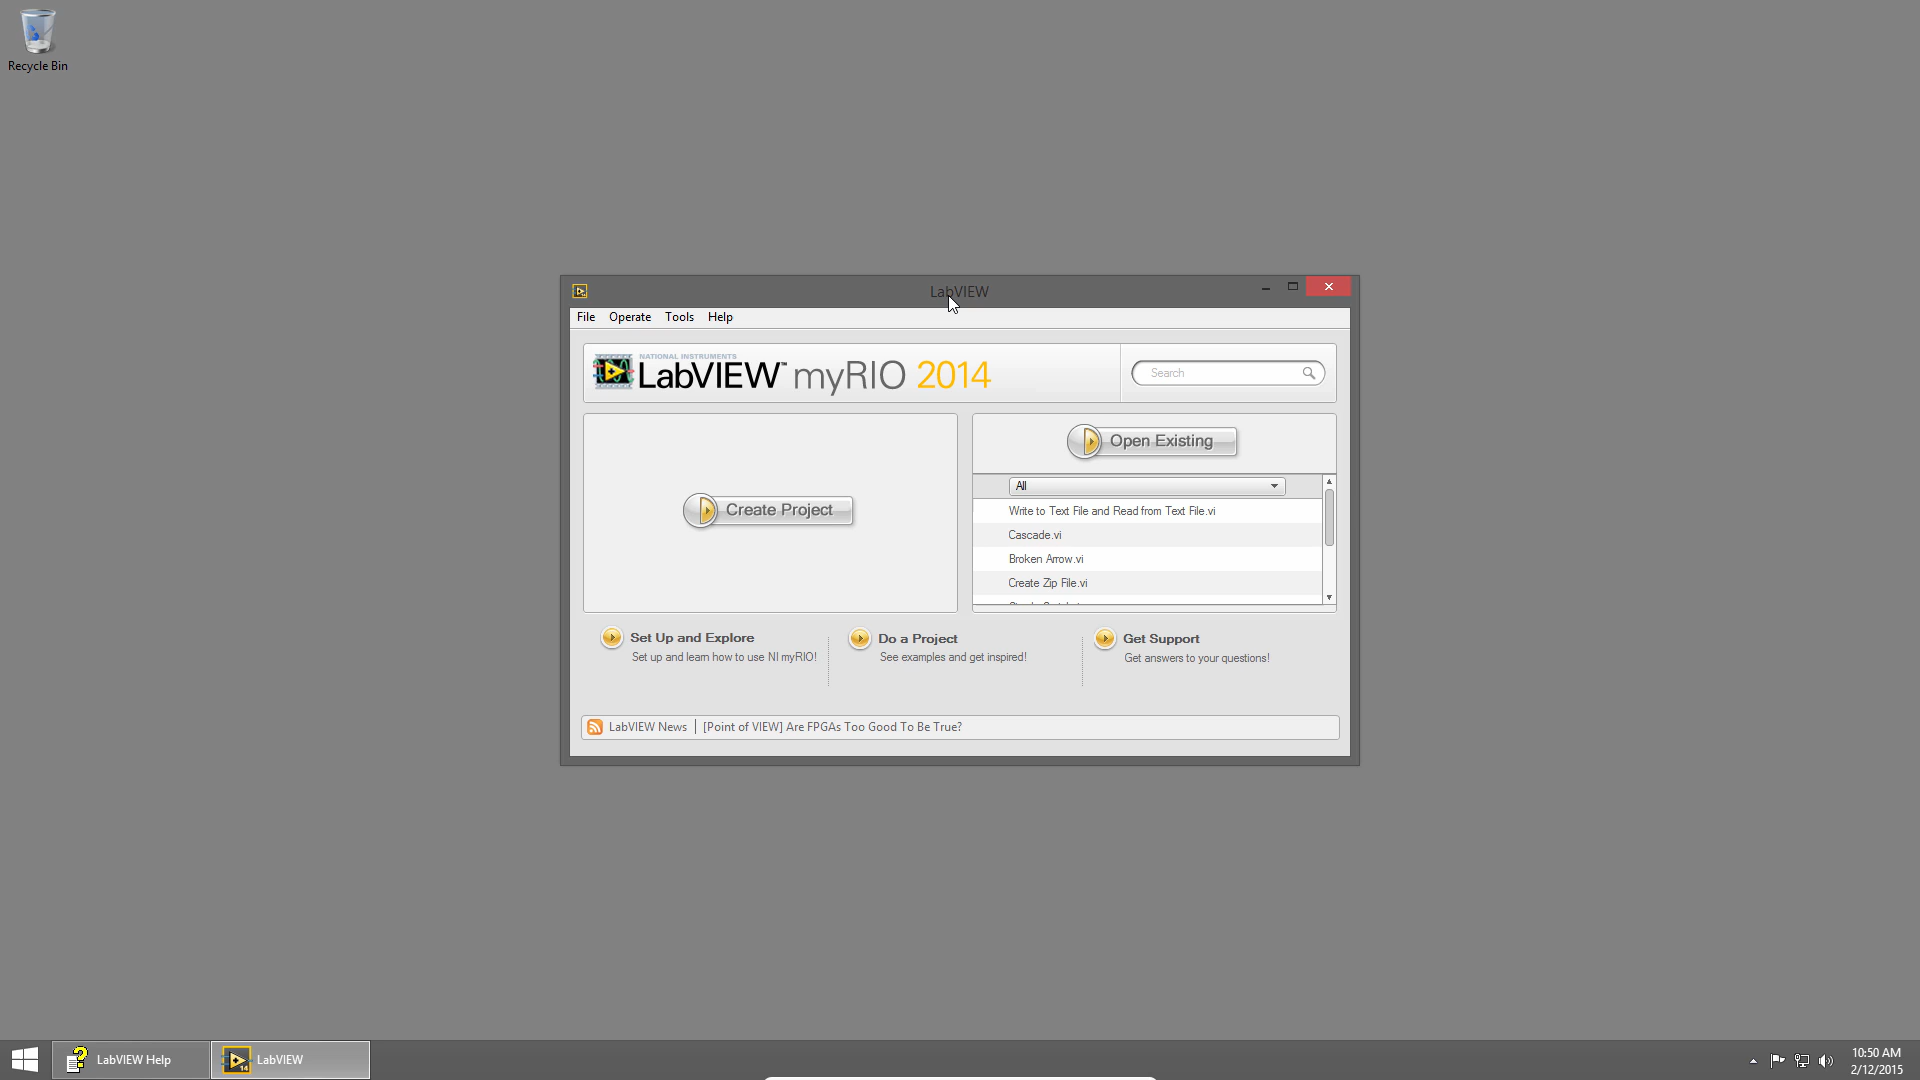 Recycle Bin
LabVIEW
File Operate Tools Help
NATIONAL INSTRUMENTS
LabVIEW™ myRIO 2014
Search
Create Project
Open Existing
All
Write to Text File and Read from Text File.vi
Cascade.vi
Broken Arrow.vi
Create Zip File.vi
Set Up and Explore
Set up and learn how to use NI myRIO!
Do a Project
See examples and get inspired!
Get Support
Get answers to your questions!
LabVIEW News
[Point of VIEW] Are FPGAs Too Good To Be True?
LabVIEW Help
14
LabVIEW
10:50 AM
2/12/2015